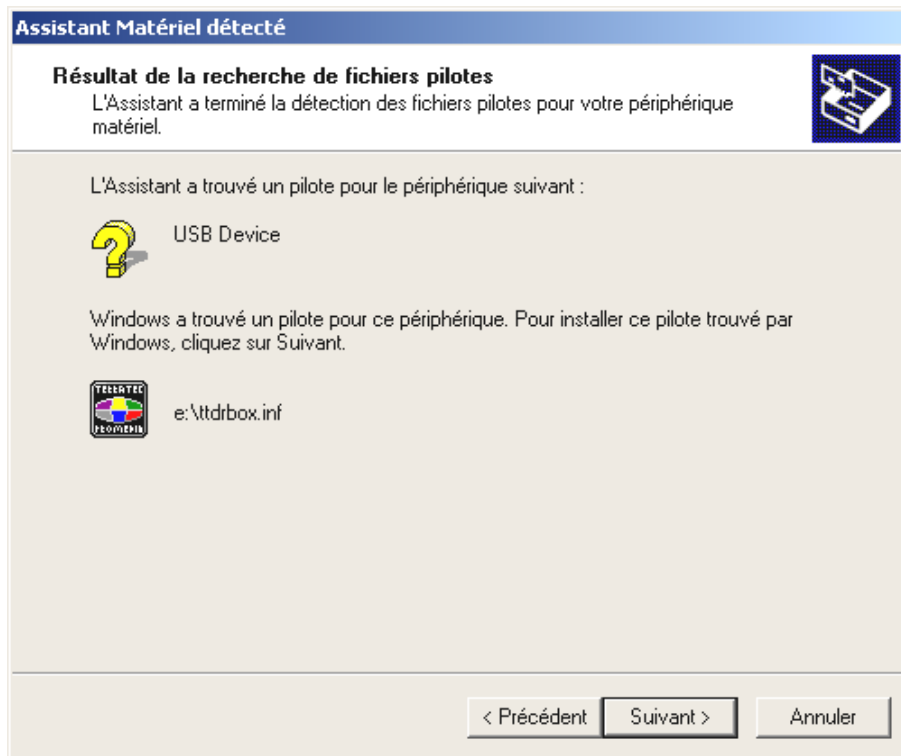 Assistant Matériel détecté
Résultat de la recherche de fichiers pilotes
L'Assistant a terminé la détection des fichiers pilotes pour votre périphérique
matériel.
L'Assistant a trouvé un pilote pour le périphérique suivant :
USB Device
Windows a trouvé un pilote pour ce périphérique. Pour installer ce pilote trouvé par
Windows, cliquez sur Suivant.
TERRATEC
PROMEDIA
e:\ttdrbox.inf
< Précédent
Suivant >
Annuler